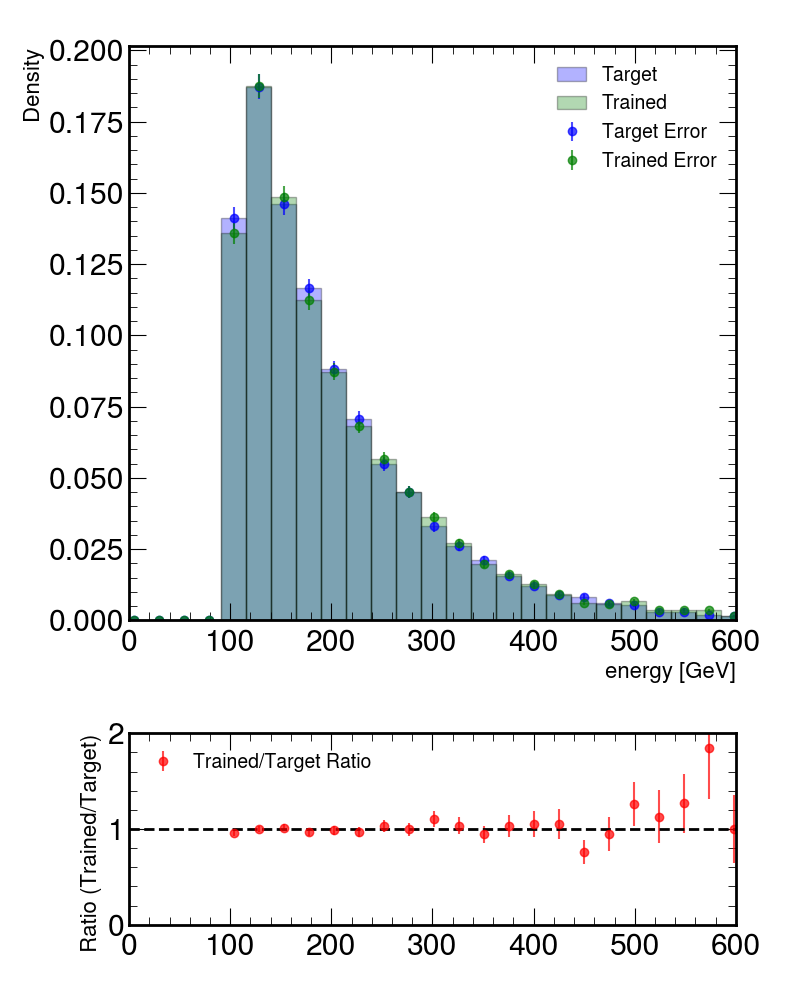 Density
0.200
0.175
0.150
0.125
0.100
0.075
0.050
0.025
0.000
Target
Trained
Target Error
Trained Error
0 100 200 300 400 500 600
energy [GeV]
Ratio (Trained/Target)
2
1
0
Trained/Target Ratio
0 100 200 300 400 500 600